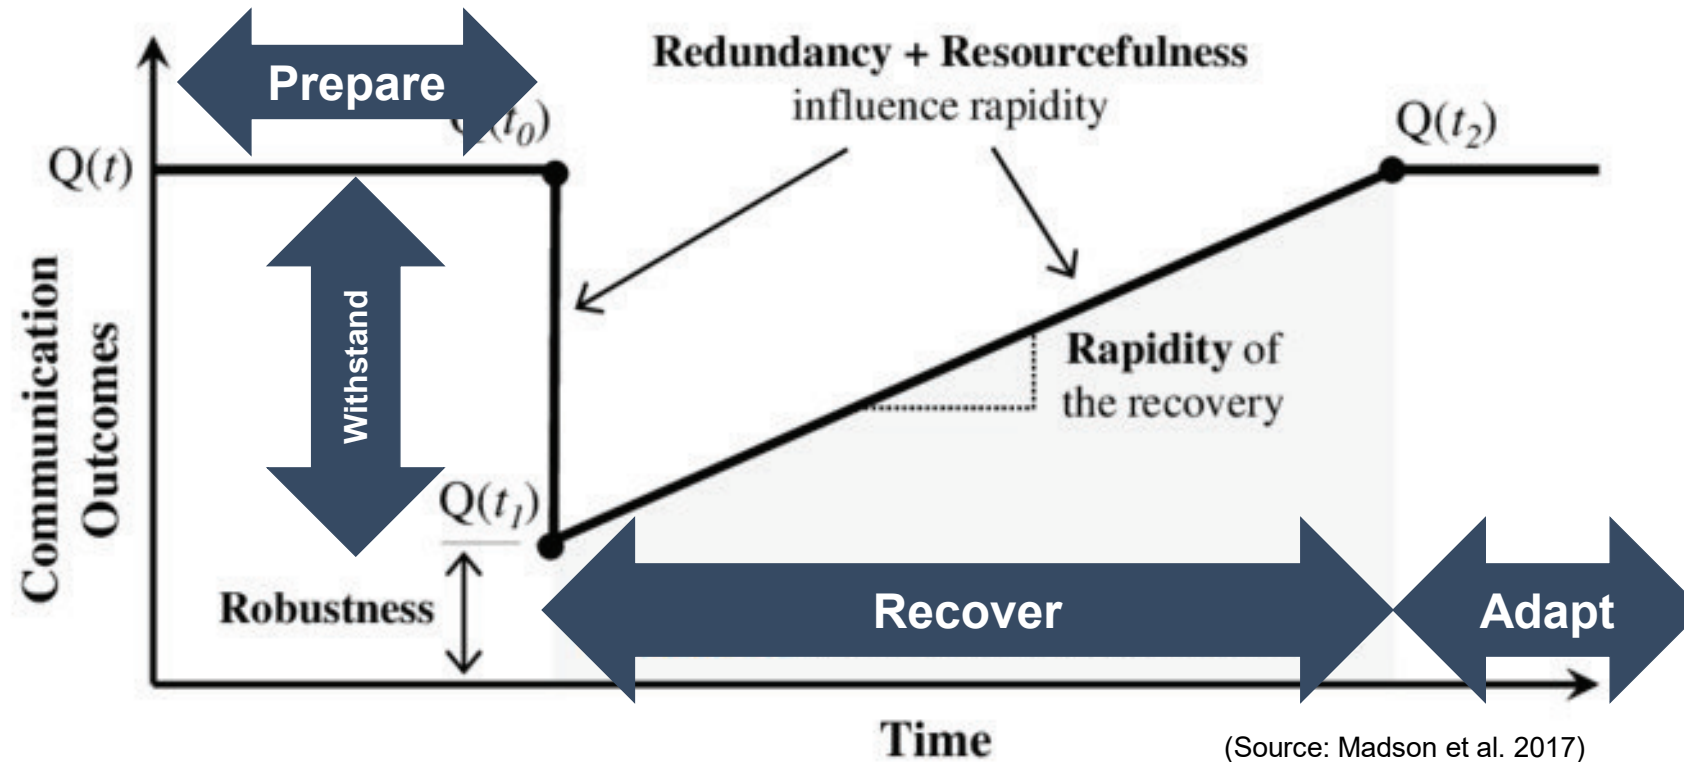 Prepare
Redundancy + Resourcefulness
influence rapidity
Q(t₀)
Q(t₂)
Q(t)
Communication
Outcomes
Withstand
Rapidity of
the recovery
Q(t₁)
Robustness
Recover
Adapt
Time
(Source: Madson et al. 2017)